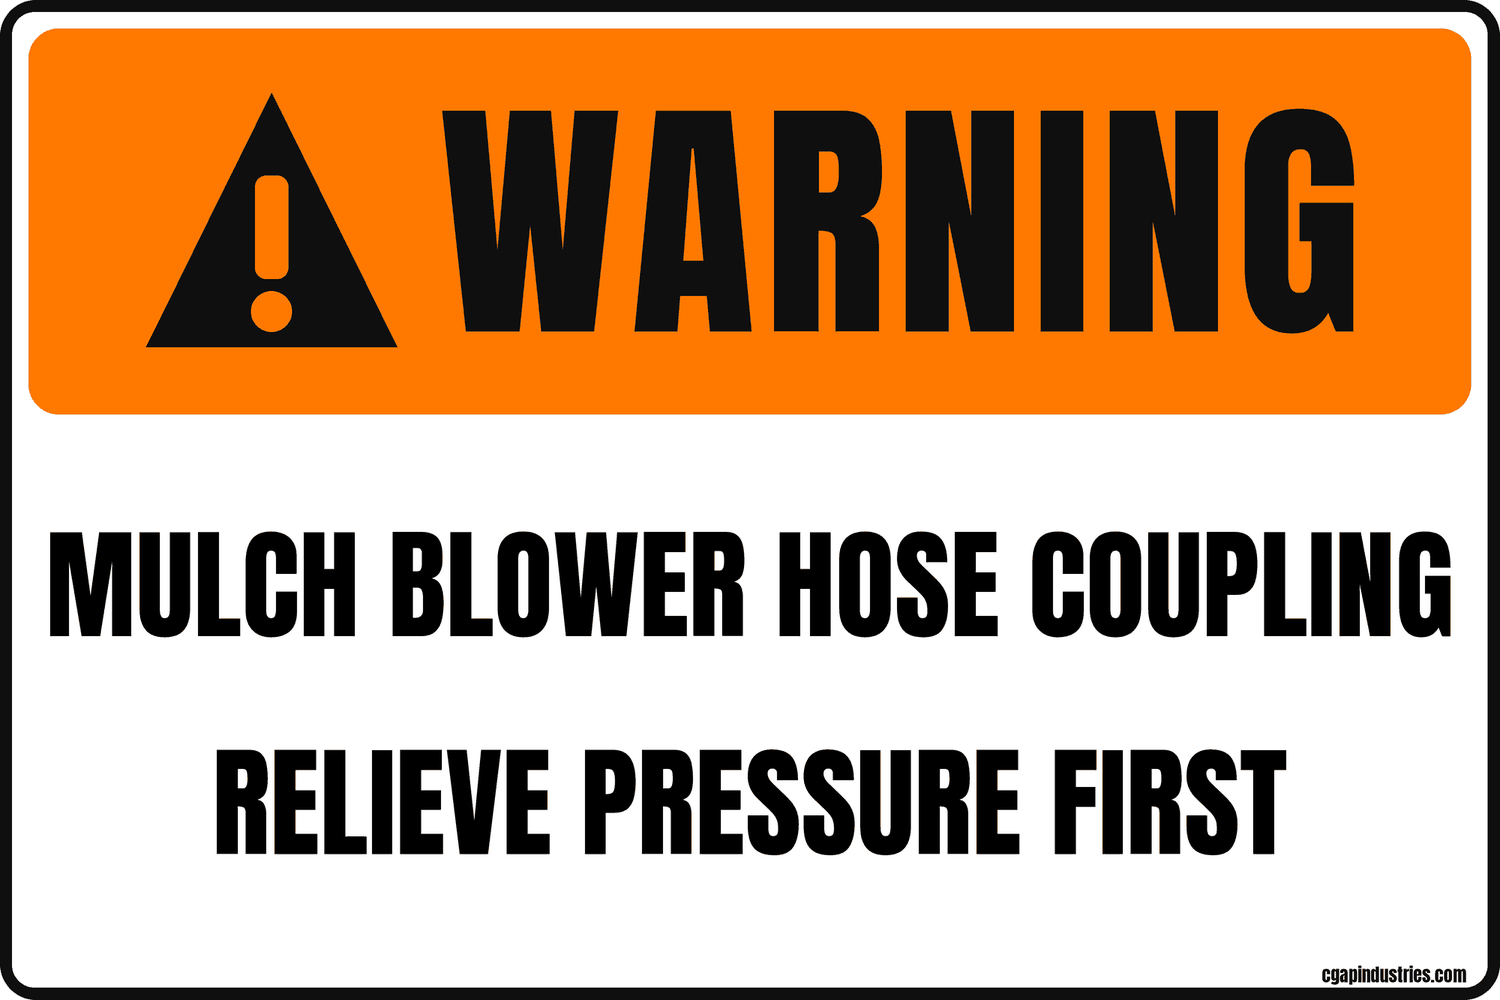 WARNING
MULCH BLOWER HOSE COUPLING
RELIEVE PRESSURE FIRST
cgapindustries.com